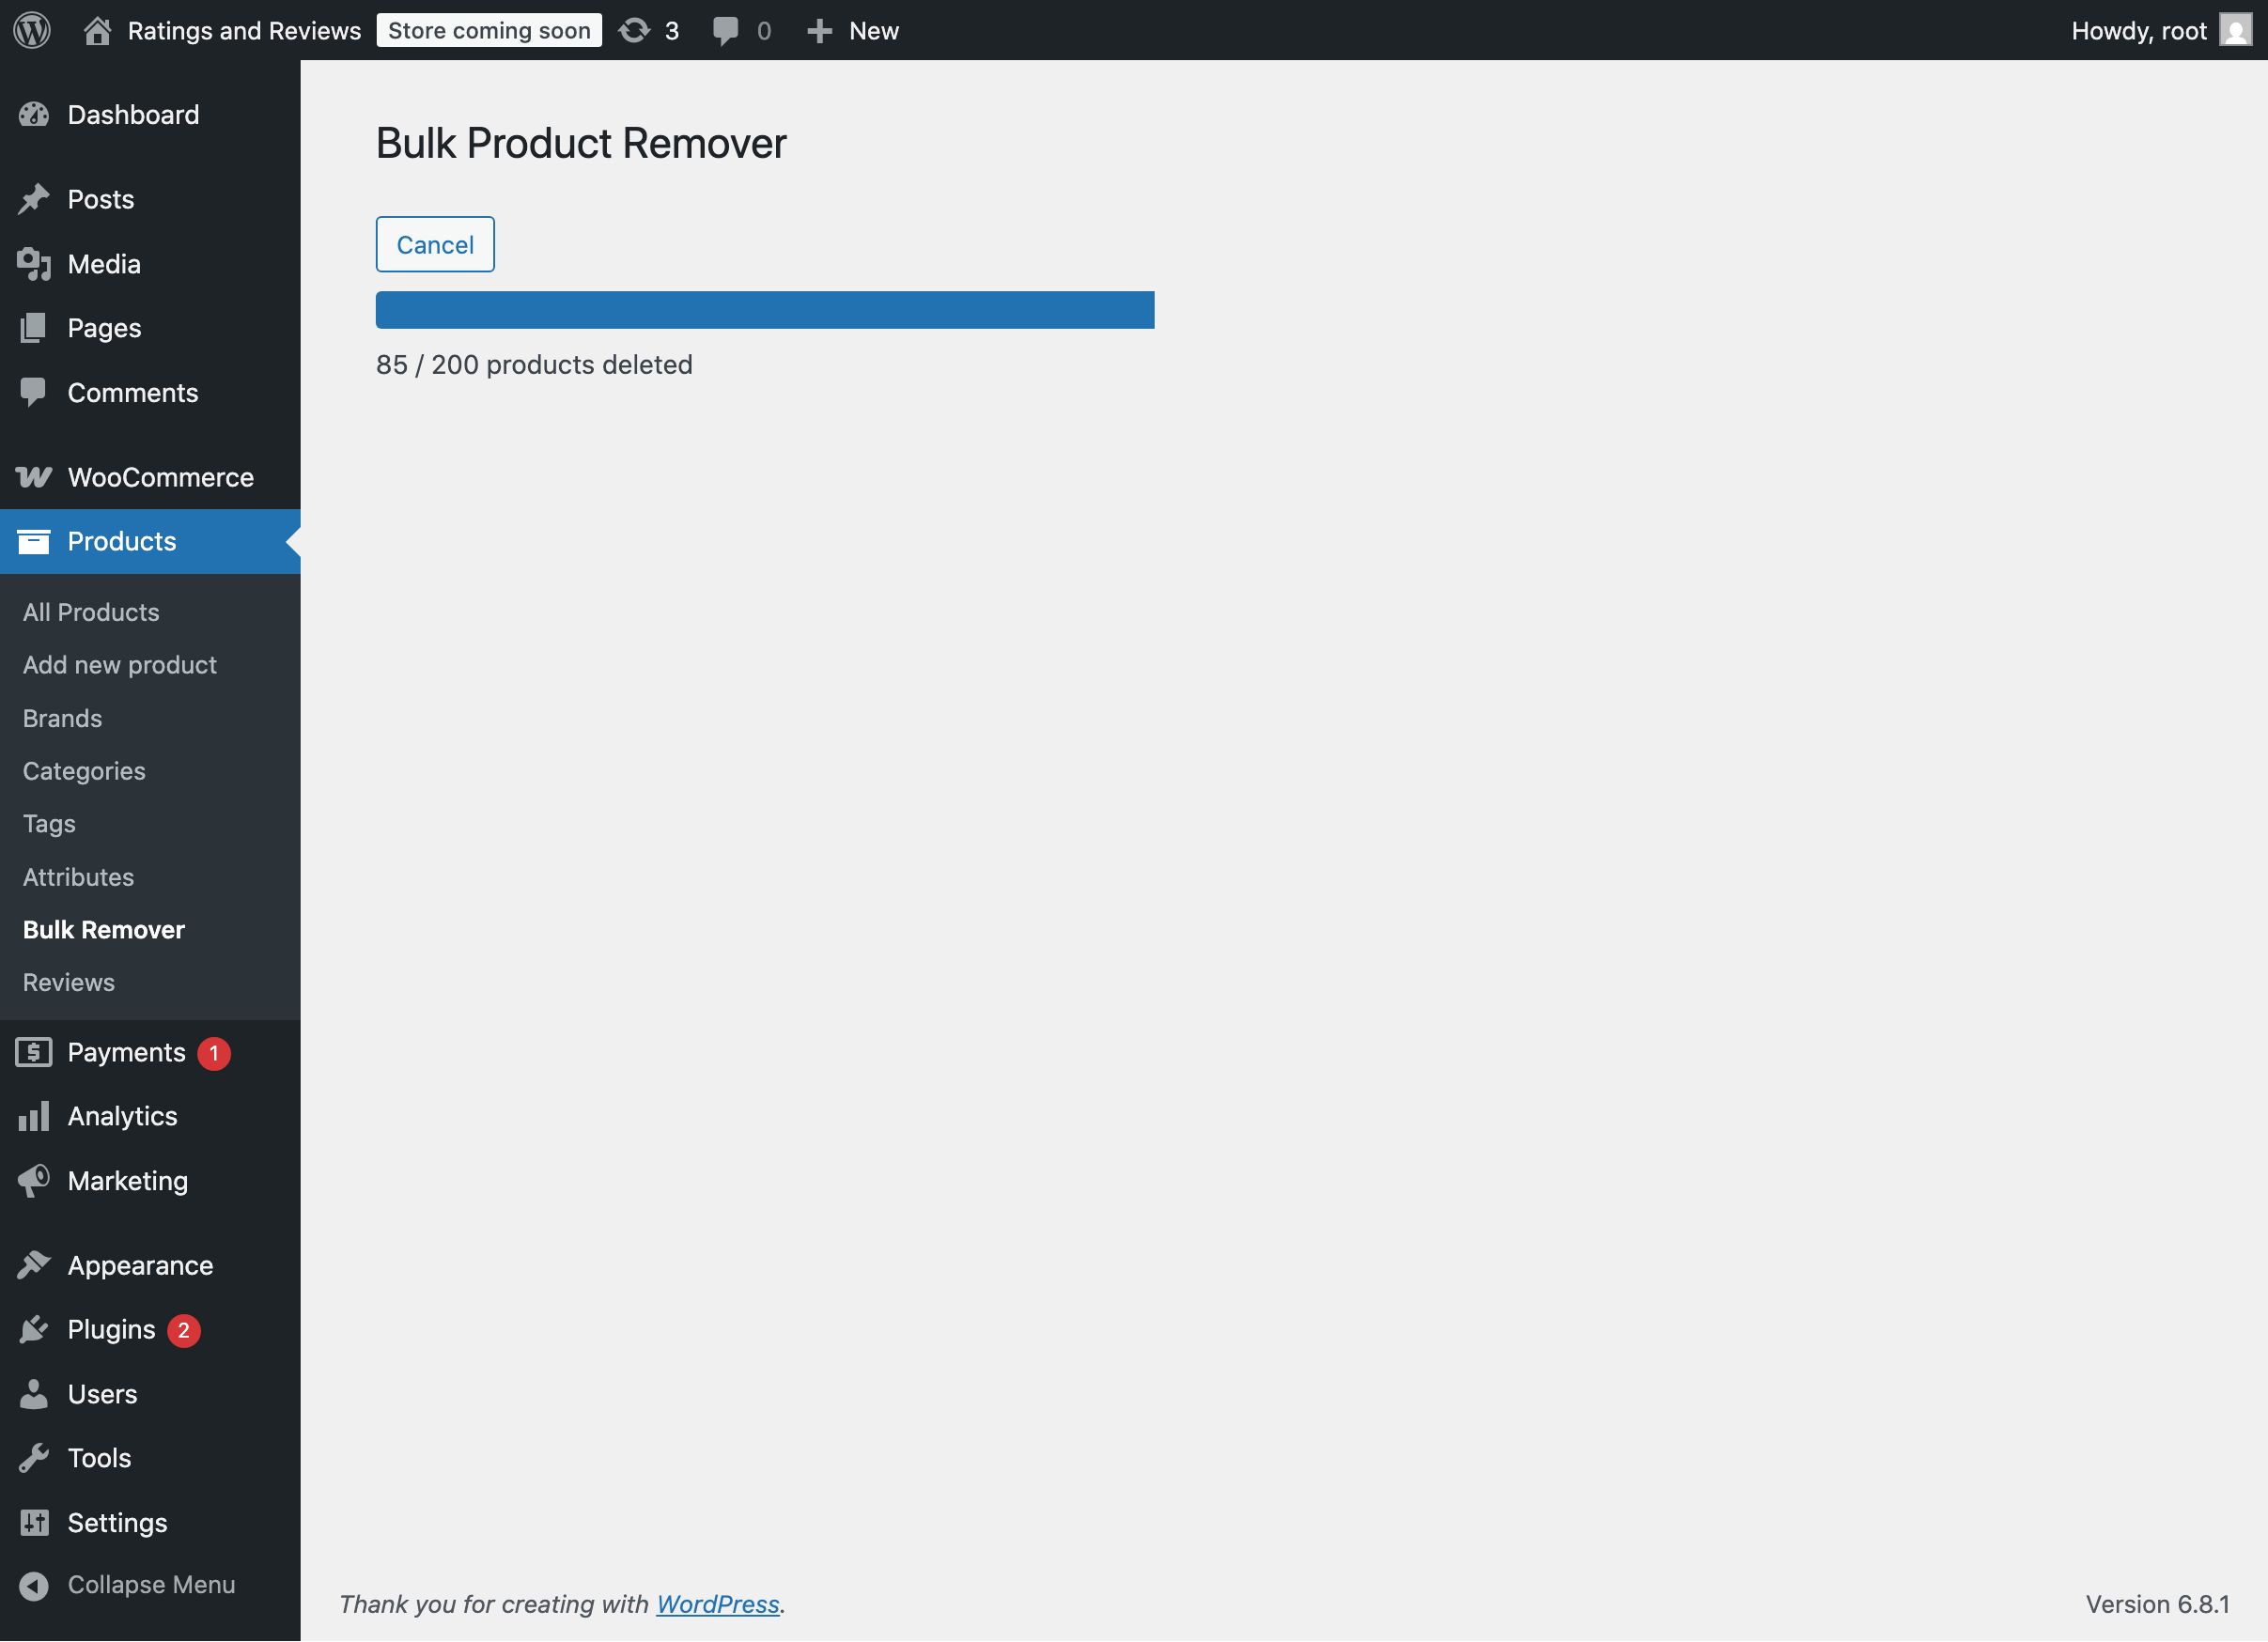 Ratings and Reviews Store coming soon 3 0 New Howdy, root
Dashboard
Posts
Media
Pages
Comments
WooCommerce
Products
All Products
Add new product
Brands
Categories
Tags
Attributes
Bulk Remover
Reviews
Payments 1
Analytics
Marketing
Appearance
Plugins 2
Users
Tools
Settings
Collapse Menu
Bulk Product Remover
Cancel
85 / 200 products deleted
Thank you for creating with WordPress.
Version 6.8.1